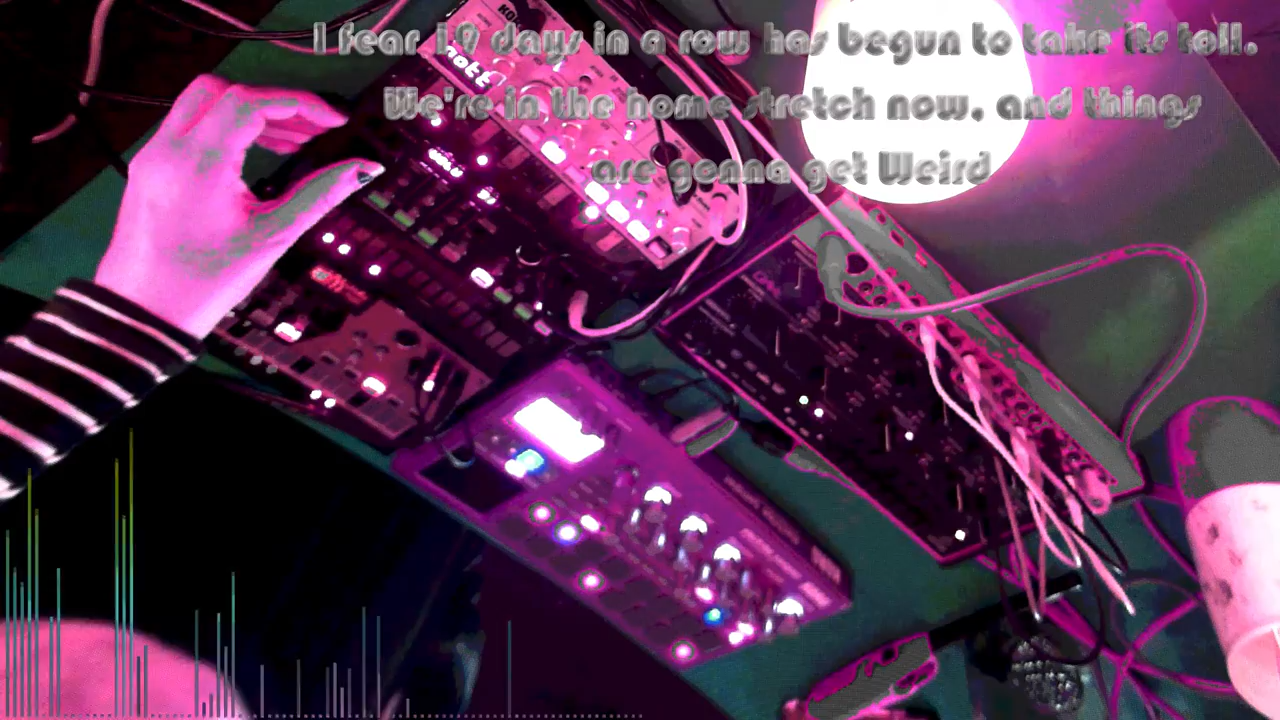 I fear 19 days in a row has begun to take its toll.
We're in the home stretch now, and things
are gonna get Weird